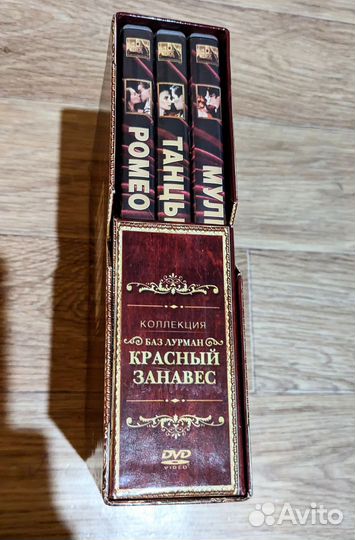 РОМЕО
ТАНЦЫ
МУЛ
КОЛЛЕКЦИЯ
БАЗ ЛУРМАН
КРАСНЫЙ
ЗАНАВЕС
DVD
VIDEO
Avito